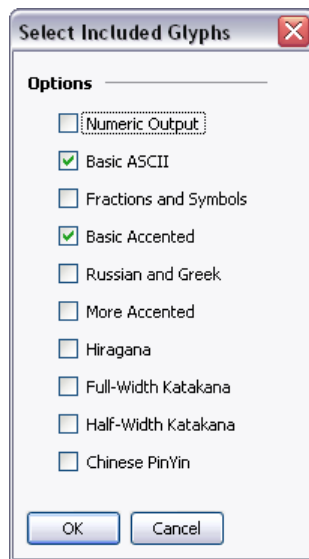 Select Included Glyphs
Options
Numeric Output
Basic ASCII
Fractions and Symbols
Basic Accented
Russian and Greek
More Accented
Hiragana
Full-Width Katakana
Half-Width Katakana
Chinese PinYin
OK Cancel